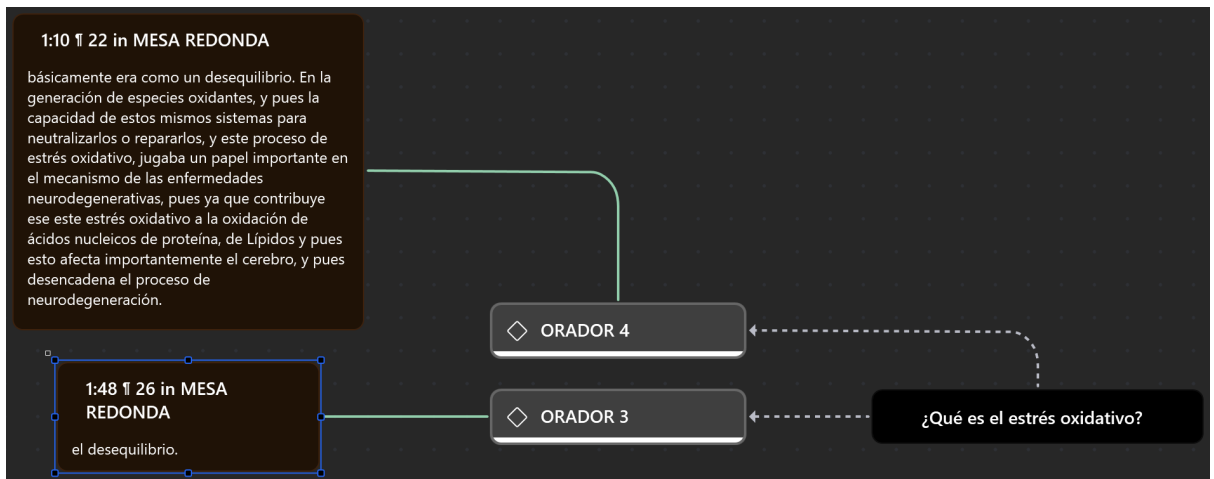 1:10 ¶ 22 in MESA REDONDA
básicamente era como un desequilibrio. En la
generación de especies oxidantes, y pues la
capacidad de estos mismos sistemas para
neutralizarlos o repararlos, y este proceso de
estrés oxidativo, jugaba un papel importante en
el mecanismo de las enfermedades
neurodegenerativas, pues ya que contribuye
ese este estrés oxidativo a la oxidación de
ácidos nucleicos de proteína, de Lípidos y pues
esto afecta importantemente el cerebro, y pues
desencadena el proceso de
neurodegeneración.
ORADOR 4
1:48 ¶ 26 in MESA
REDONDA
el desequilibrio.
ORADOR 3
¿Qué es el estrés oxidativo?